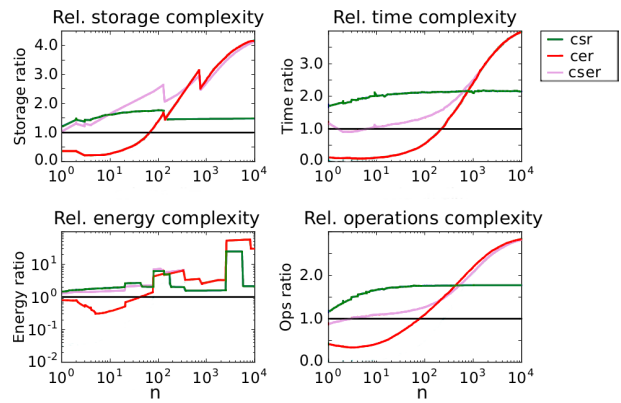 Rel. storage complexity
Storage ratio
4.0
3.0
2.0
1.0
0.0
10^0 10^1 10^2 10^3 10^4
Rel. time complexity
Time ratio
4.0
3.0
2.0
1.0
0.0
10^0 10^1 10^2 10^3 10^4
csr
cer
cser
Rel. energy complexity
Energy ratio
10^1
10^0
10^-1
10^-2
10^0 10^1 10^2 10^3 10^4
n
Rel. operations complexity
Ops ratio
2.0
1.0
0.0
10^0 10^1 10^2 10^3 10^4
n